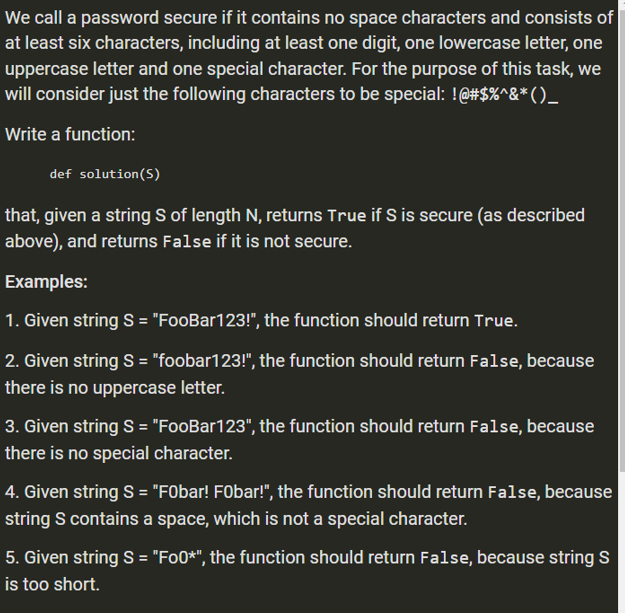 We call a password secure if it contains no space characters and consists of
at least six characters, including at least one digit, one lowercase letter, one
uppercase letter and one special character. For the purpose of this task, we
will consider just the following characters to be special: !@#$%^&*()_
Write a function:
def solution(S)
that, given a string S of length N, returns True if S is secure (as described
above), and returns False if it is not secure.
Examples:
1. Given string S = "FooBar123!", the function should return True.
2. Given string S = "foobar123!", the function should return False, because
there is no uppercase letter.
3. Given string S = "FooBar123", the function should return False, because
there is no special character.
4. Given string S = "F0bar! F0bar!", the function should return False, because
string S contains a space, which is not a special character.
5. Given string S = "Fo0*", the function should return False, because string S
is too short.